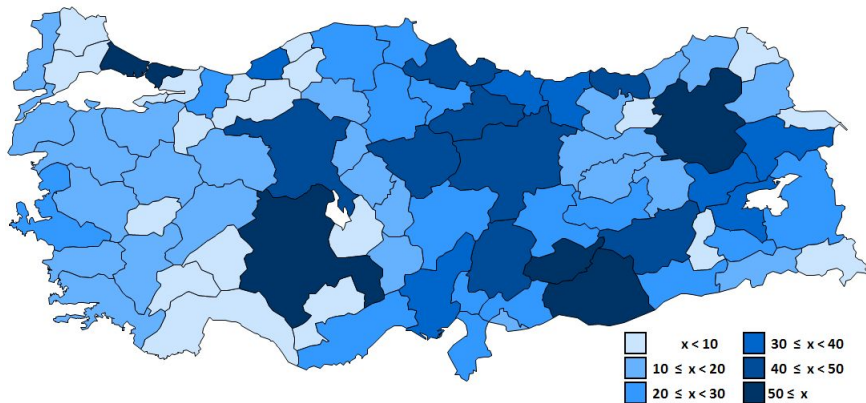 x < 10
10 ≤ x < 20
20 ≤ x < 30
30 ≤ x < 40
40 ≤ x < 50
50 ≤ x